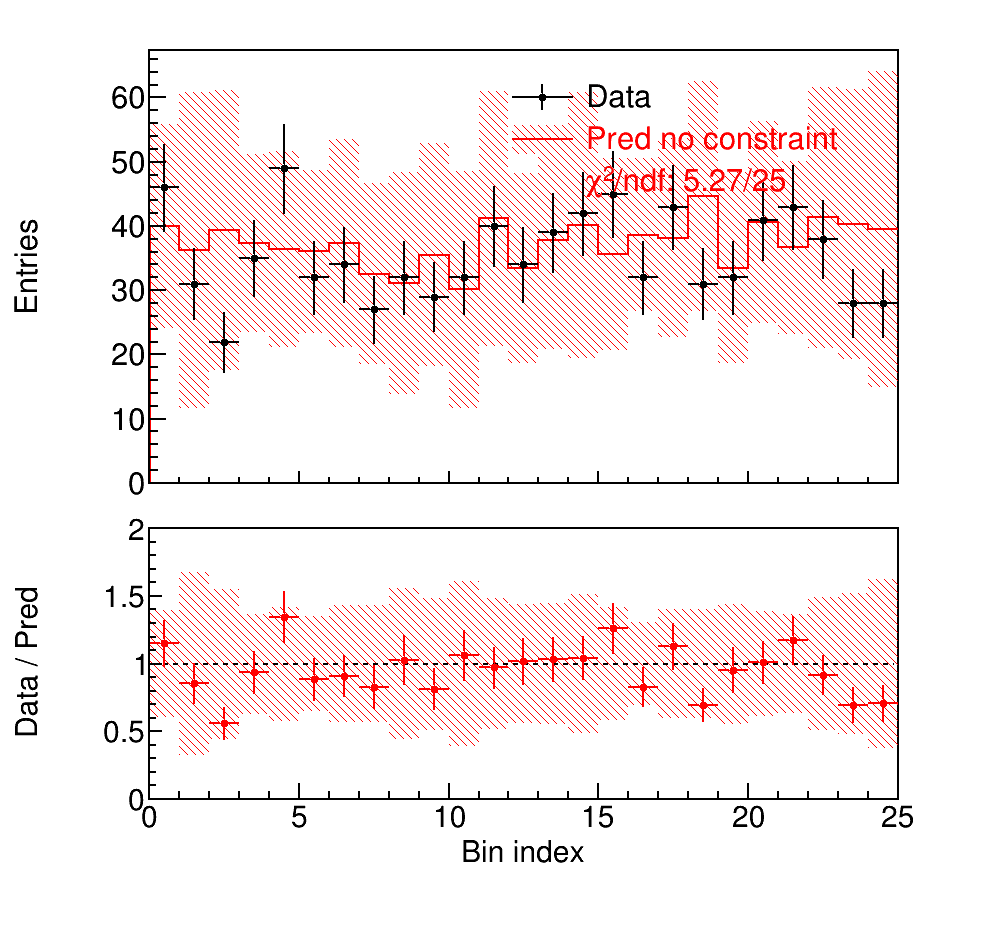 Entries
60
50
40
30
20
10
0
Data
Pred no constraint
χ²/ndf: 5.27/25
Data / Pred
2
1.5
1
0.5
0
0 5 10 15 20 25
Bin index